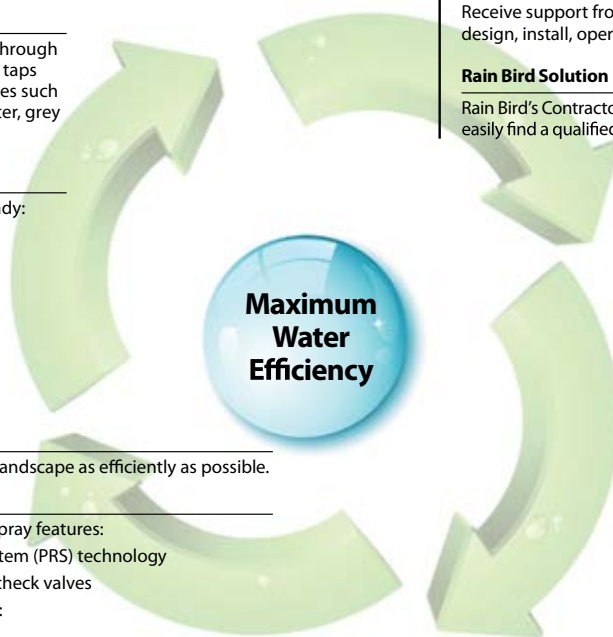 Receive support fro
design, install, oper
Rain Bird Solution
Rain Bird's Contracto
easily find a qualified
hrough
taps
es such
ter, grey
dy:
Maximum
Water
Efficiency
andscape as efficiently as possible.
pray features:
tem (PRS) technology
check valves
: